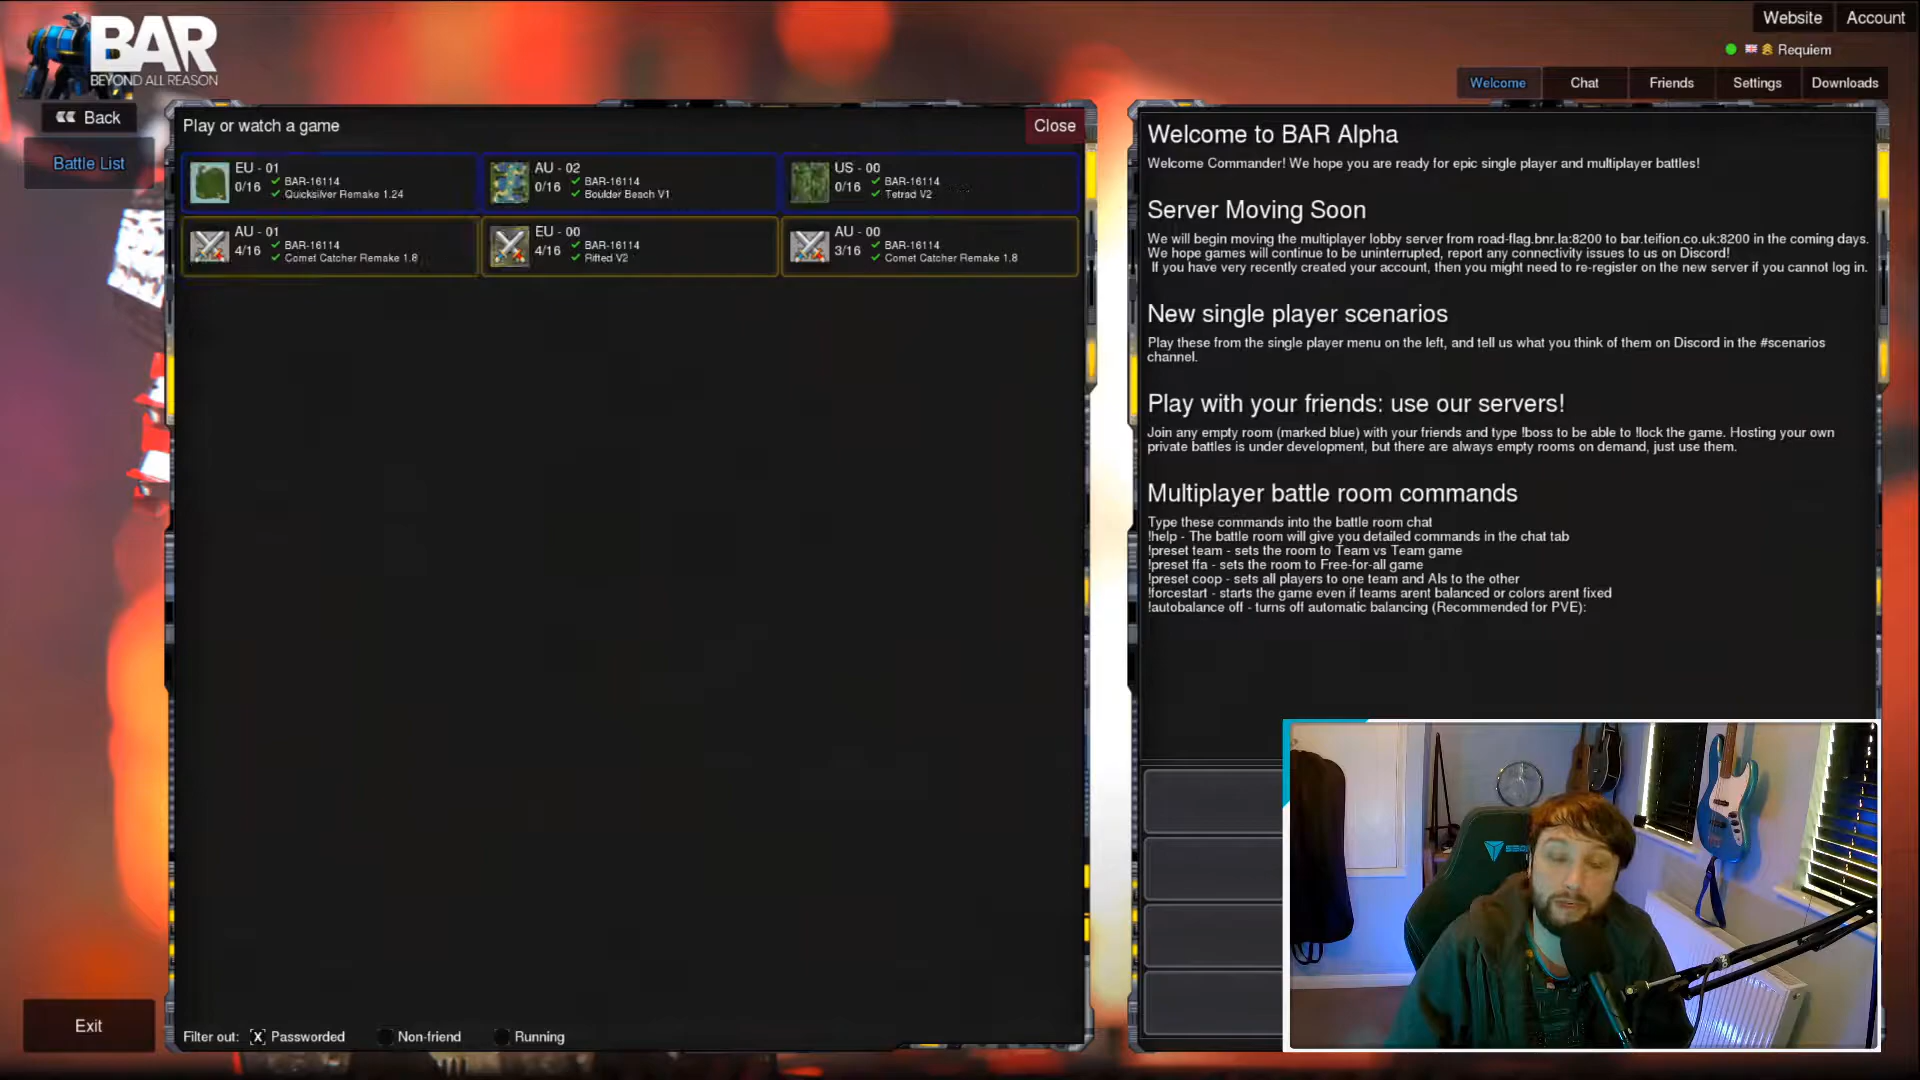 BAR
BEYOND ALL REASON
Website
Account
Requiem
Welcome
Chat
Friends
Settings
Downloads
Back
Battle List
Play or watch a game
Close
EU - 01
0/16
BAR-16114
Quicksilver Remake 1.24
AU - 02
0/16
BAR-16114
Boulder Beach V1
US - 00
0/16
BAR-16114
Tetrad V2
AU - 01
4/16
BAR-16114
Comet Catcher Remake 1.8
EU - 00
4/16
BAR-16114
Rifted V2
AU - 00
3/16
BAR-16114
Comet Catcher Remake 1.8
Welcome to BAR Alpha
Welcome Commander! We hope you are ready for epic single player and multiplayer battles!
Server Moving Soon
We will begin moving the multiplayer lobby server from road-flag.bnr.la:8200 to bar.teifion.co.uk:8200 in the coming days.
We hope games will continue to be uninterrupted, report any connectivity issues to us on Discord!
If you have very recently created your account, then you might need to re-register on the new server if you cannot log in.
New single player scenarios
Play these from the single player menu on the left, and tell us what you think of them on Discord in the #scenarios
channel.
Play with your friends: use our servers!
Join any empty room (marked blue) with your friends and type !boss to be able to !lock the game. Hosting your own
private battles is under development, but there are always empty rooms on demand, just use them.
Multiplayer battle room commands
Type these commands into the battle room chat
!help - The battle room will give you detailed commands in the chat tab
!preset team - sets the room to Team vs Team game
!preset ffa - sets the room to Free-for-all game
!preset coop - sets all players to one team and AIs to the other
!forcestart - starts the game even if teams arent balanced or colors arent fixed
!autobalance off - turns off automatic balancing (Recommended for PVE):
Exit
Filter out:
X
Passworded
Non-friend
Running